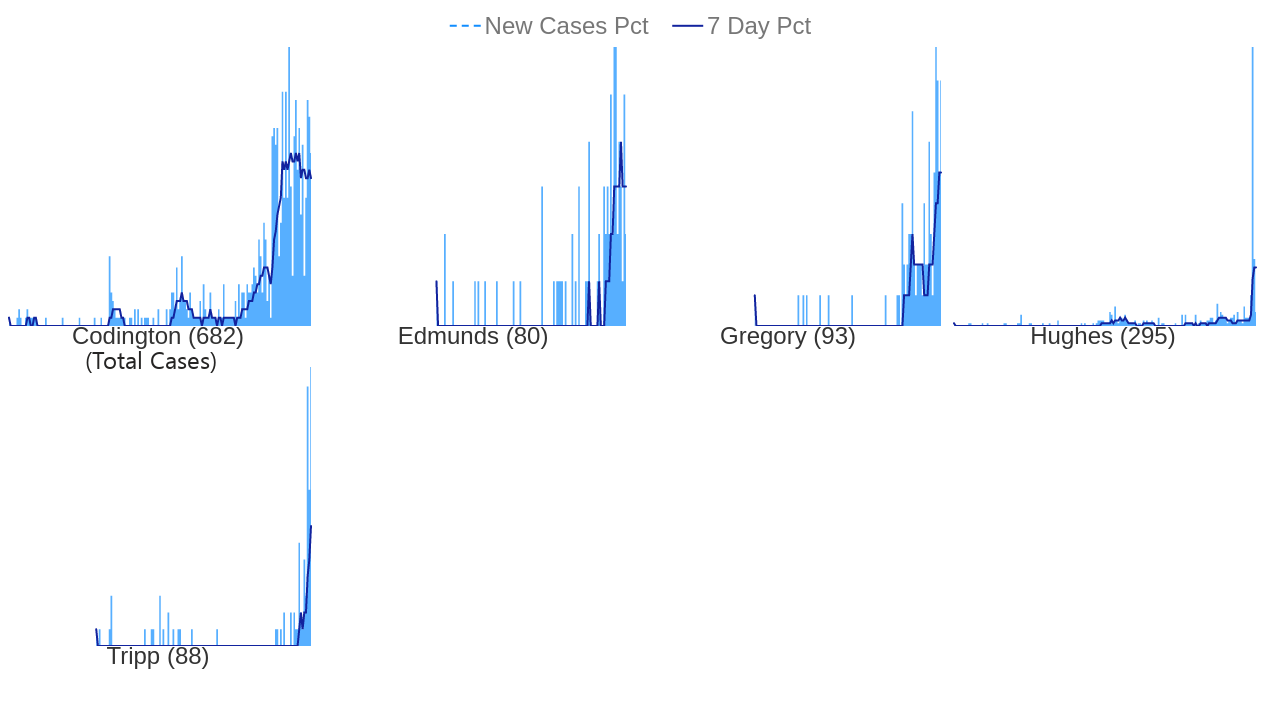 New Cases Pct 7 Day Pct
Codington (682)
(Total Cases)
Edmunds (80)
Gregory (93)
Hughes (295)
Tripp (88)